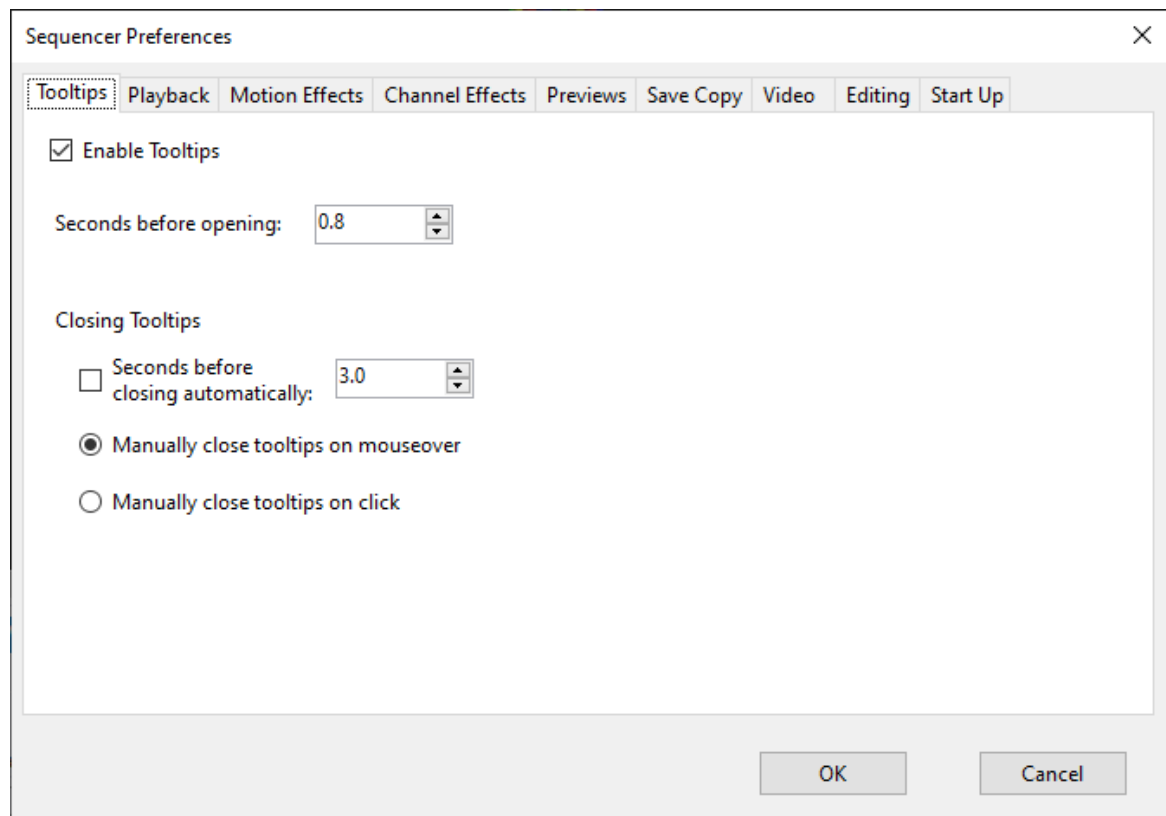 Sequencer Preferences
Tooltips Playback Motion Effects Channel Effects Previews Save Copy Video Editing Start Up
Enable Tooltips
Seconds before opening: 0.8
Closing Tooltips
Seconds before
closing automatically: 3.0
Manually close tooltips on mouseover
Manually close tooltips on click
OK Cancel